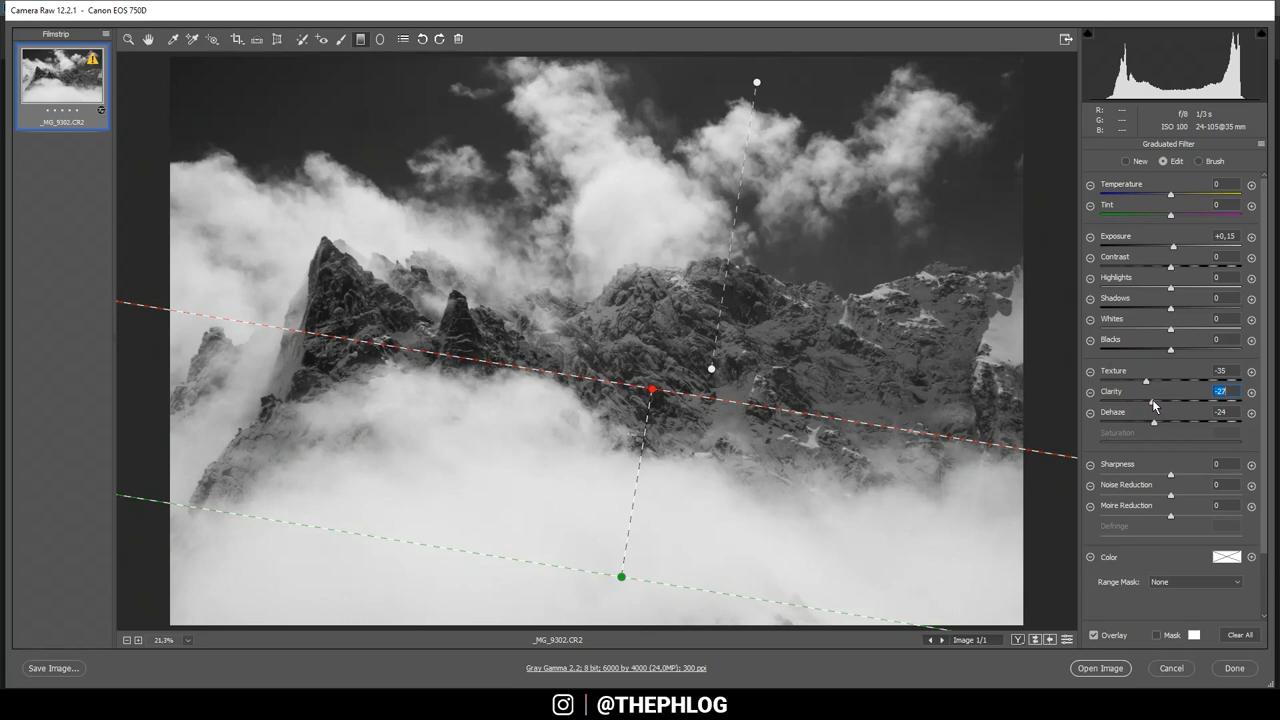 Camera Raw 12.2.1 - Canon EOS 750D
Filmstrip
_MG_9302.CR2
R: ---
G: ---
B: ---
f/8 1/3 s
ISO 100 24-105@35 mm
Graduated Filter
New Edit Brush
Temperature 0
Tint 0
Exposure +0,15
Contrast 0
Highlights 0
Shadows 0
Whites 0
Blacks 0
Texture -35
Clarity -27
Dehaze -24
Saturation
Sharpness 0
Noise Reduction 0
Moire Reduction 0
Defringe
Color
Range Mask: None
21,3% _MG_9302.CR2 Image 1/1 Y
Overlay Mask Clear All
Save Image... Gray Gamma 2.2; 8 bit; 6000 by 4000 (24,0MP); 300 ppi Open Image Cancel Done
@THEPHLOG